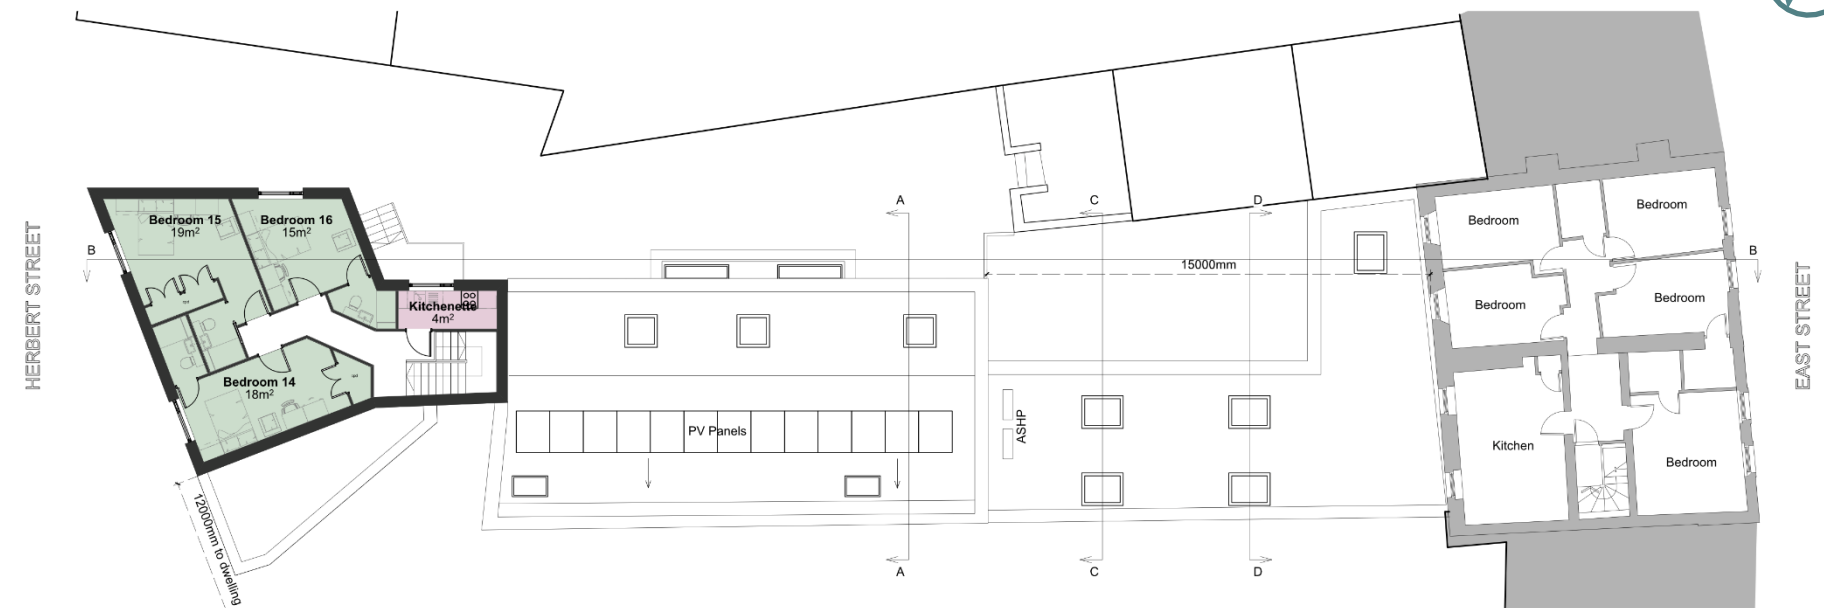 HERBERT STREET
EAST STREET
A
C
D
B
B
Bedroom 15
19m²
Bedroom 16
15m²
Bedroom
Bedroom
15000mm
Bedroom
Bedroom
Kitchenette
4m²
Bedroom 14
18m²
PV Panels
ASHP
Kitchen
Bedroom
12000mm to dwelling
A
C
D